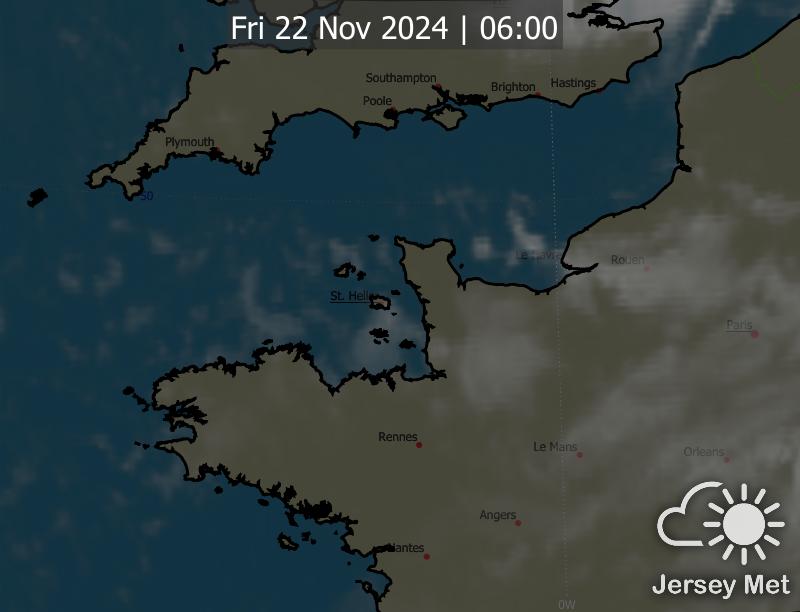 Fri 22 Nov 2024 | 06:00
Southampton
Brighton
Hastings
Poole
Plymouth
50
Le Havre
Rouen
St. Heli
Paris
Rennes
Le Mans
Orleans
Angers
Nantes
0W
Jersey Met